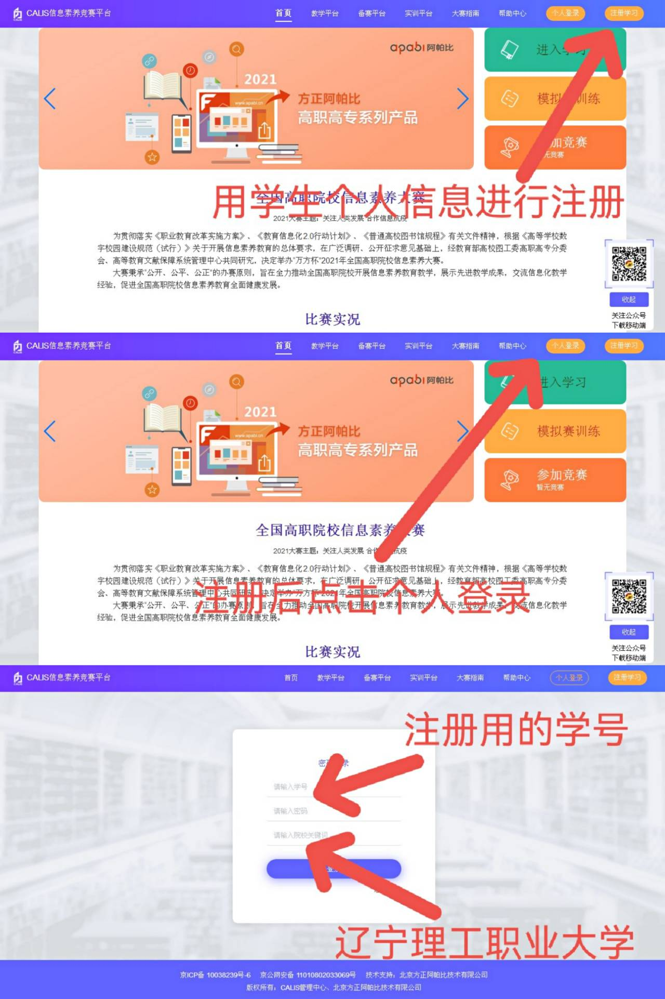 CALIS信息素养竞赛平台 首页 教学平台 备赛平台 实训平台 大赛指南 帮助中心 个人登录 注册学习
apabi阿帕比
2021
www.apabi.cn
方正阿帕比
高职高专系列产品
进入学习
模拟 训练
加竞赛
无竞赛
用学生个人信息进行注册
全国高职院校信息素养大赛
2021大赛主题：关注人类发展 合作信息抗疫
为贯彻落实《职业教育改革实施方案》、《教育信息化2.0行动计划》、《普通高校图书馆规程》有关文件精神，根据《高等学校数
字校园建设规范（试行）》关于开展信息素养教育的总体要求，在广泛调研、公开征求意见基础上，经教育部高校图工委高职高专分委
会、高等教育文献保障系统管理中心共同研究，决定举办“万方杯”2021年全国高职院校信息素养大赛。
大赛秉承“公开、公平、公正”的办赛原则，旨在全力推动全国高职院校开展信息素养教育教学，展示先进教学成果，交流信息化教学
经验，促进全国高职院校信息素养教育全面健康发展。
比赛实况
收起
关注公众号
下载移动端
CALIS信息素养竞赛平台 首页 教学平台 备赛平台 实训平台 大赛指南 帮助中心 个人登录 注册学习
apabi阿帕比
2021
www.apabi.cn
方正阿帕比
高职高专系列产品
进入学习
模拟赛训练
参加竞赛
暂无竞赛
全国高职院校信息素养大赛
2021大赛主题：关注人类发展 合作 抗疫
为贯彻落实《职业教育改革实施方案》、《教育信息化2.0行动计划》、《普通高校图书馆规程》有关文件精神，根据《高等学校数
字校园建设规范（试行）》关于开展信息素养教育的总体要求，在广泛调研、公开征求意见基础上，经教育部高校图工委高职高专分委
会、高等教育文献保障系统管理中心共同研究，决定举办“万方杯”2021年全国高职院校信息素养大赛。
大赛秉承“公开、公平、公正”的办赛原则，旨在全力推动全国高职院校开展信息素养教育教学，展示先进教学成果，交流信息化教学
经验，促进全国高职院校信息素养教育全面健康发展。
注册后点击个人登录
比赛实况
收起
关注公众号
下载移动端
CALIS信息素养竞赛平台 首页 教学平台 备赛平台 实训平台 大赛指南 帮助中心 个人登录 注册学习
注册用的学号
密 录
请输入学号
请输入密码
请输入院校关键词
登录
辽宁理工职业大学
京ICP备 10038239号-6 京公网安备 11010802033069号 技术支持：北京方正阿帕比技术有限公司
版权所有：CALIS管理中心、北京方正阿帕比技术有限公司